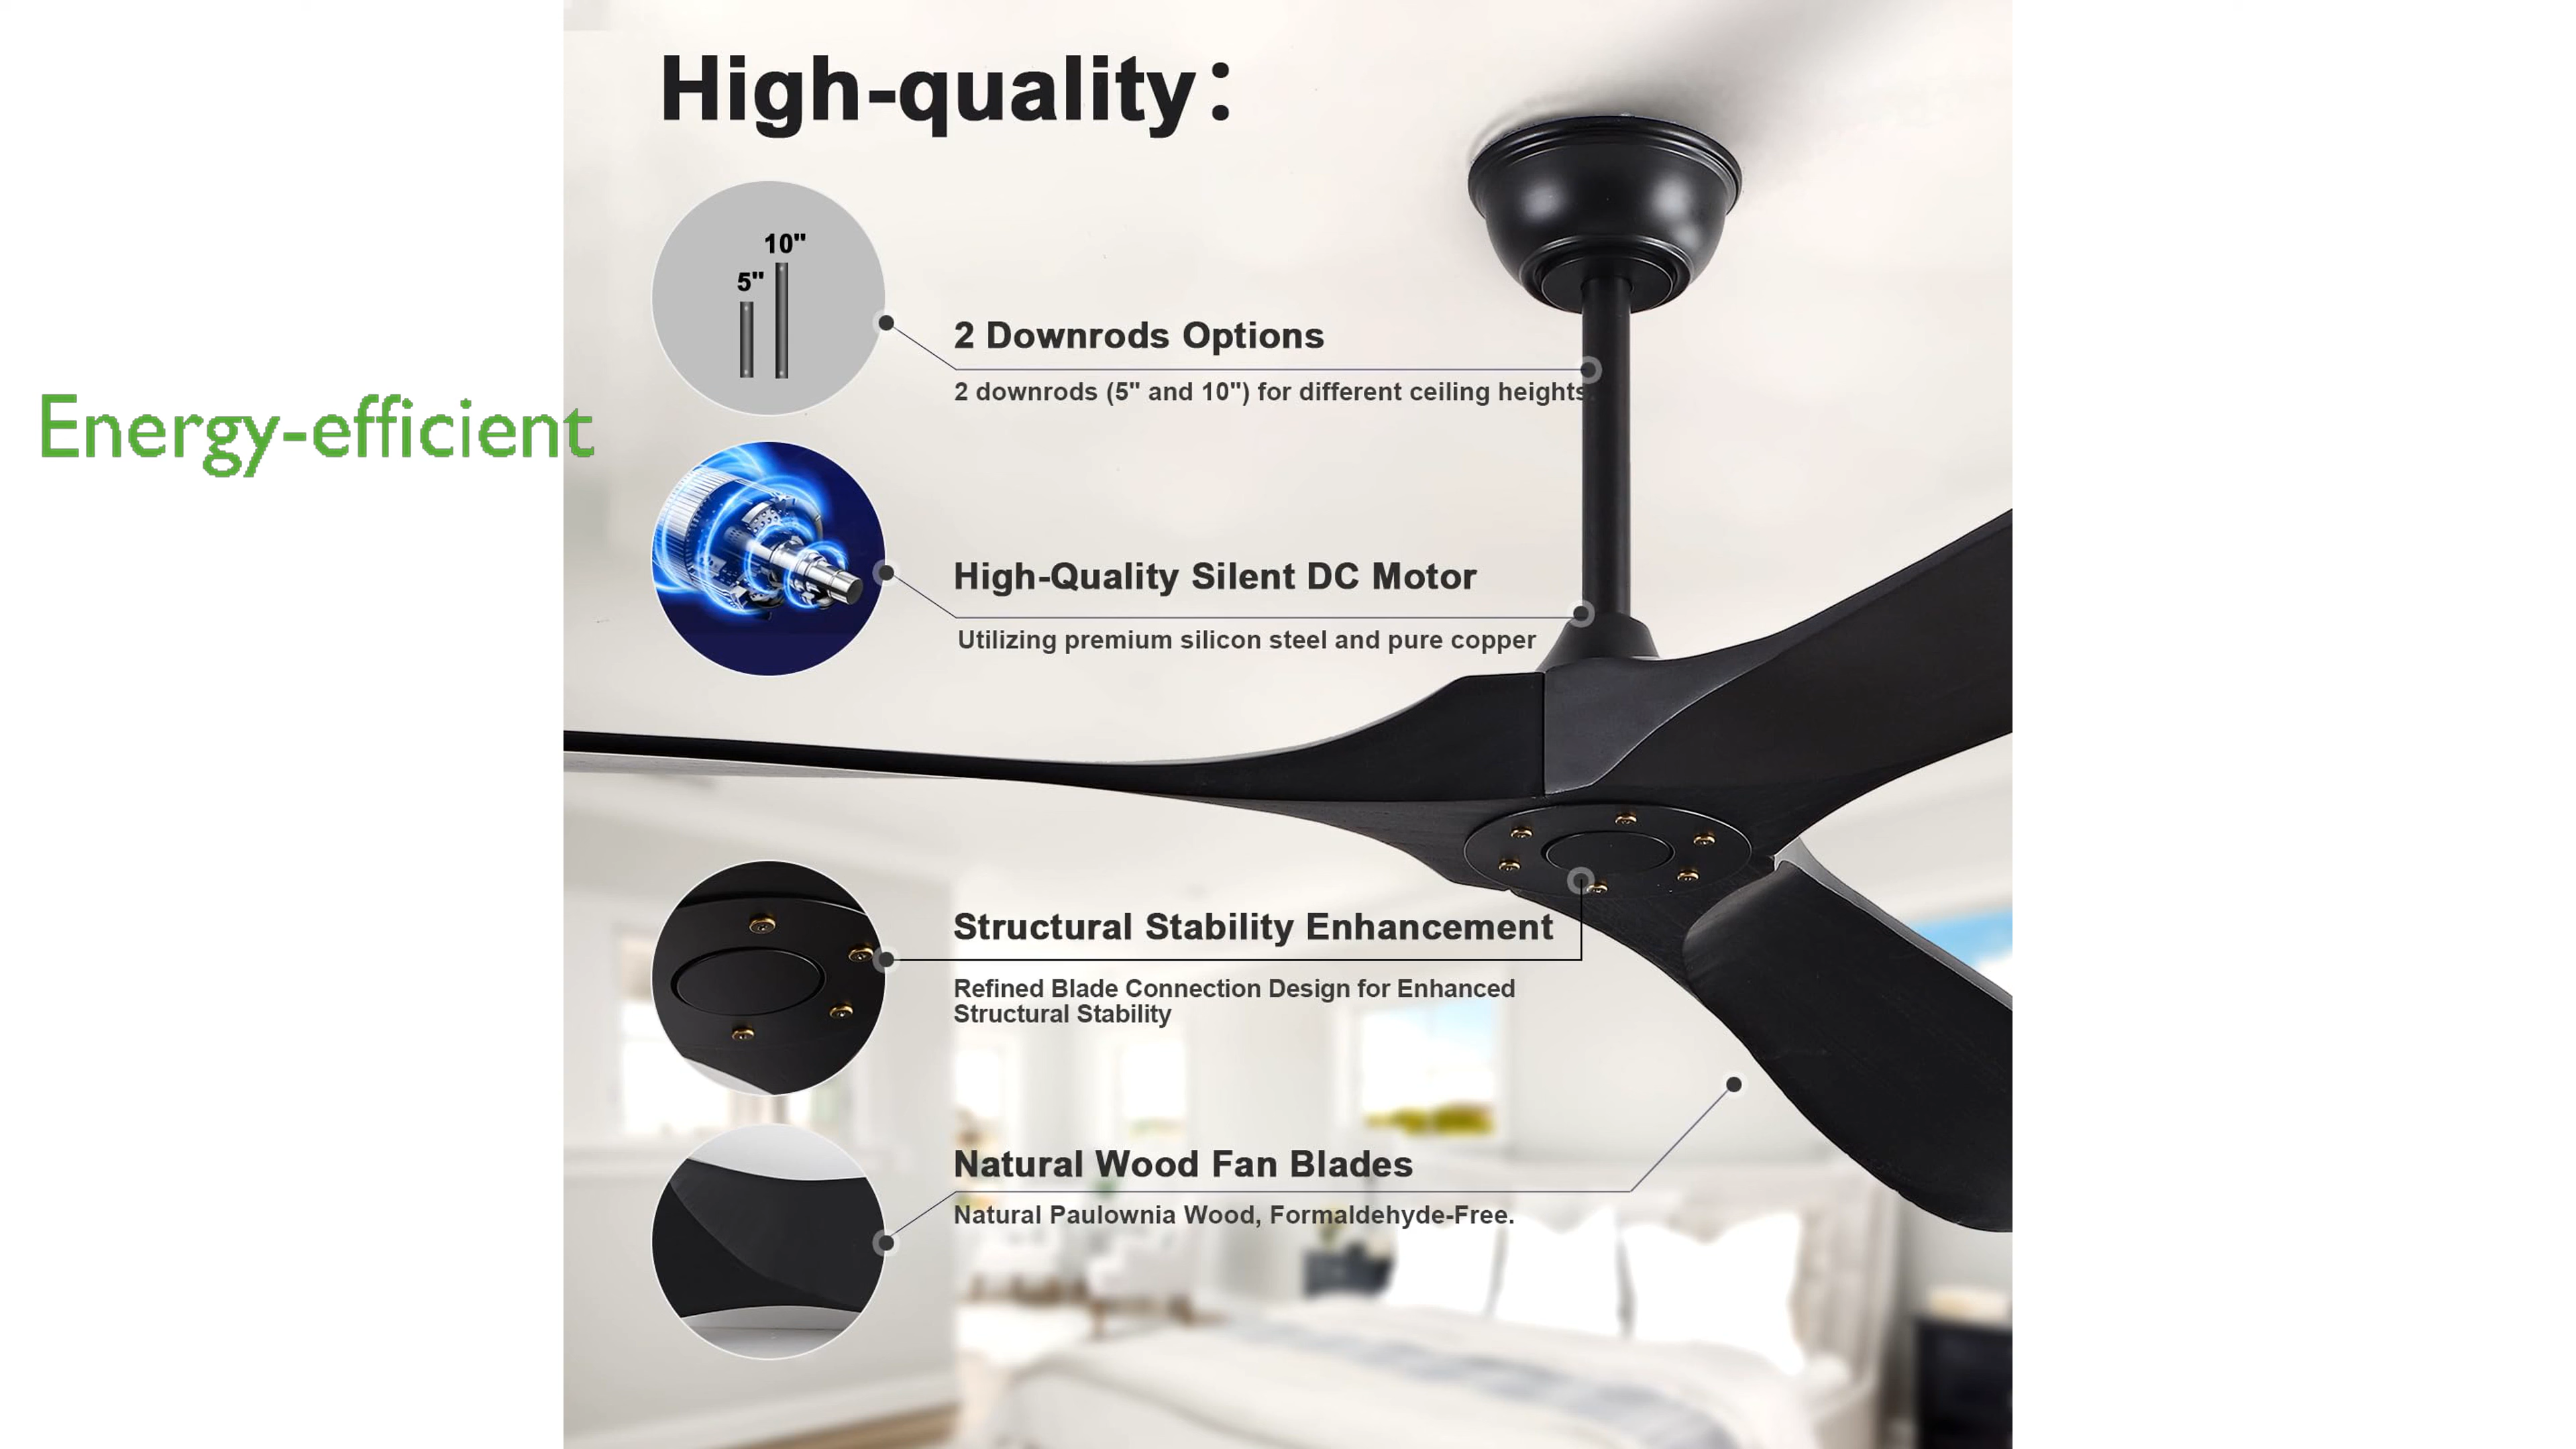 High-quality:
10"
5"
2 Downrods Options
2 downrods (5" and 10") for different ceiling heights.
Energy-efficient
High-Quality Silent DC Motor
Utilizing premium silicon steel and pure copper
Structural Stability Enhancement
Refined Blade Connection Design for Enhanced
Structural Stability
Natural Wood Fan Blades
Natural Paulownia Wood, Formaldehyde-Free.